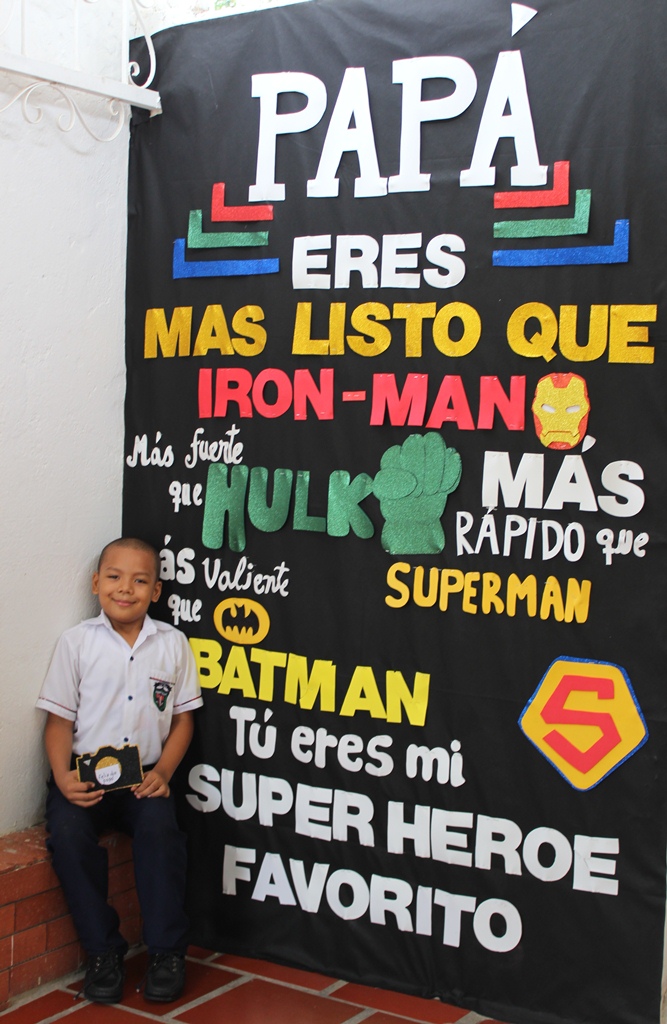 PAPÀ
ERES
MAS LISTO QUE
IRON-MAN
Más fuerte
que
HULK
MÁS
RÁPIDO que
SUPERMAN
S
ás Valiente
que
BATMAN
Tú eres mi
SUPER HEROE
FAVORITO